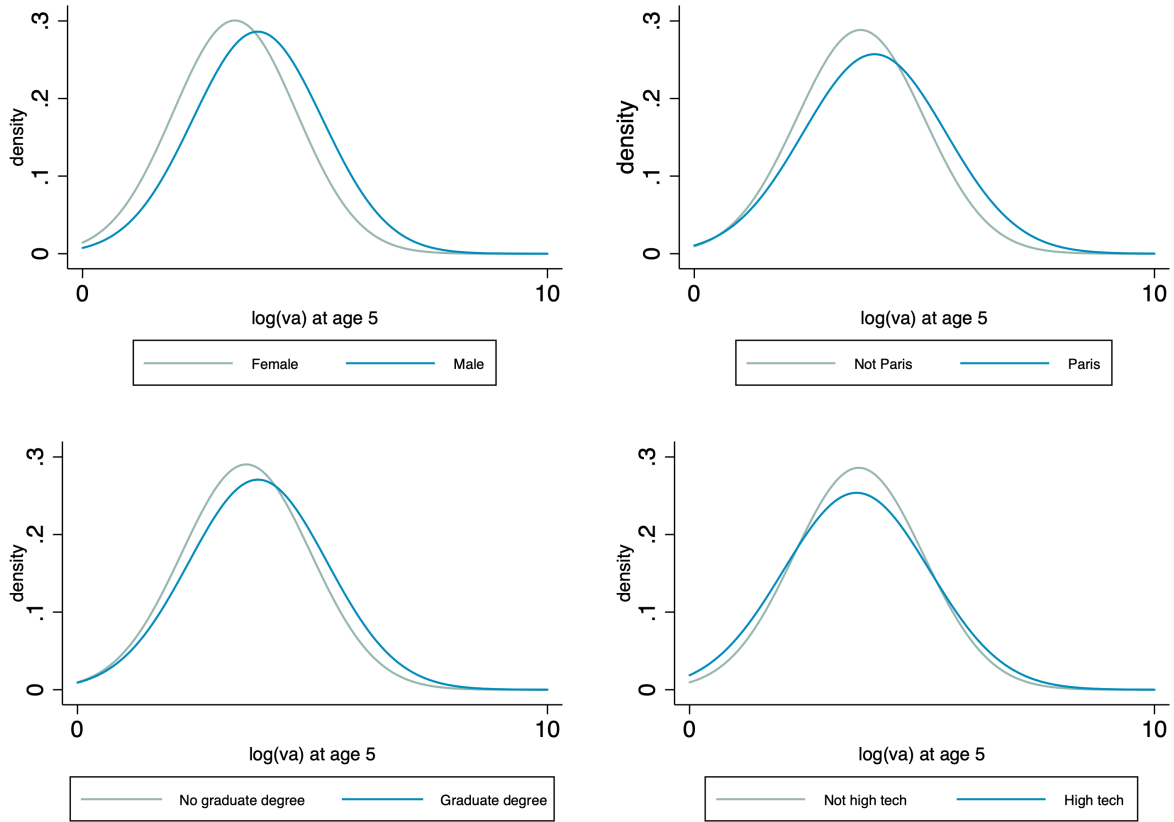 .3
.2
.1
0
density
0 10
log(va) at age 5
Female Male
.3
.2
.1
0
density
0 10
log(va) at age 5
Not Paris Paris
.3
.2
.1
0
density
0 10
log(va) at age 5
No graduate degree Graduate degree
.3
.2
.1
0
density
0 10
log(va) at age 5
Not high tech High tech